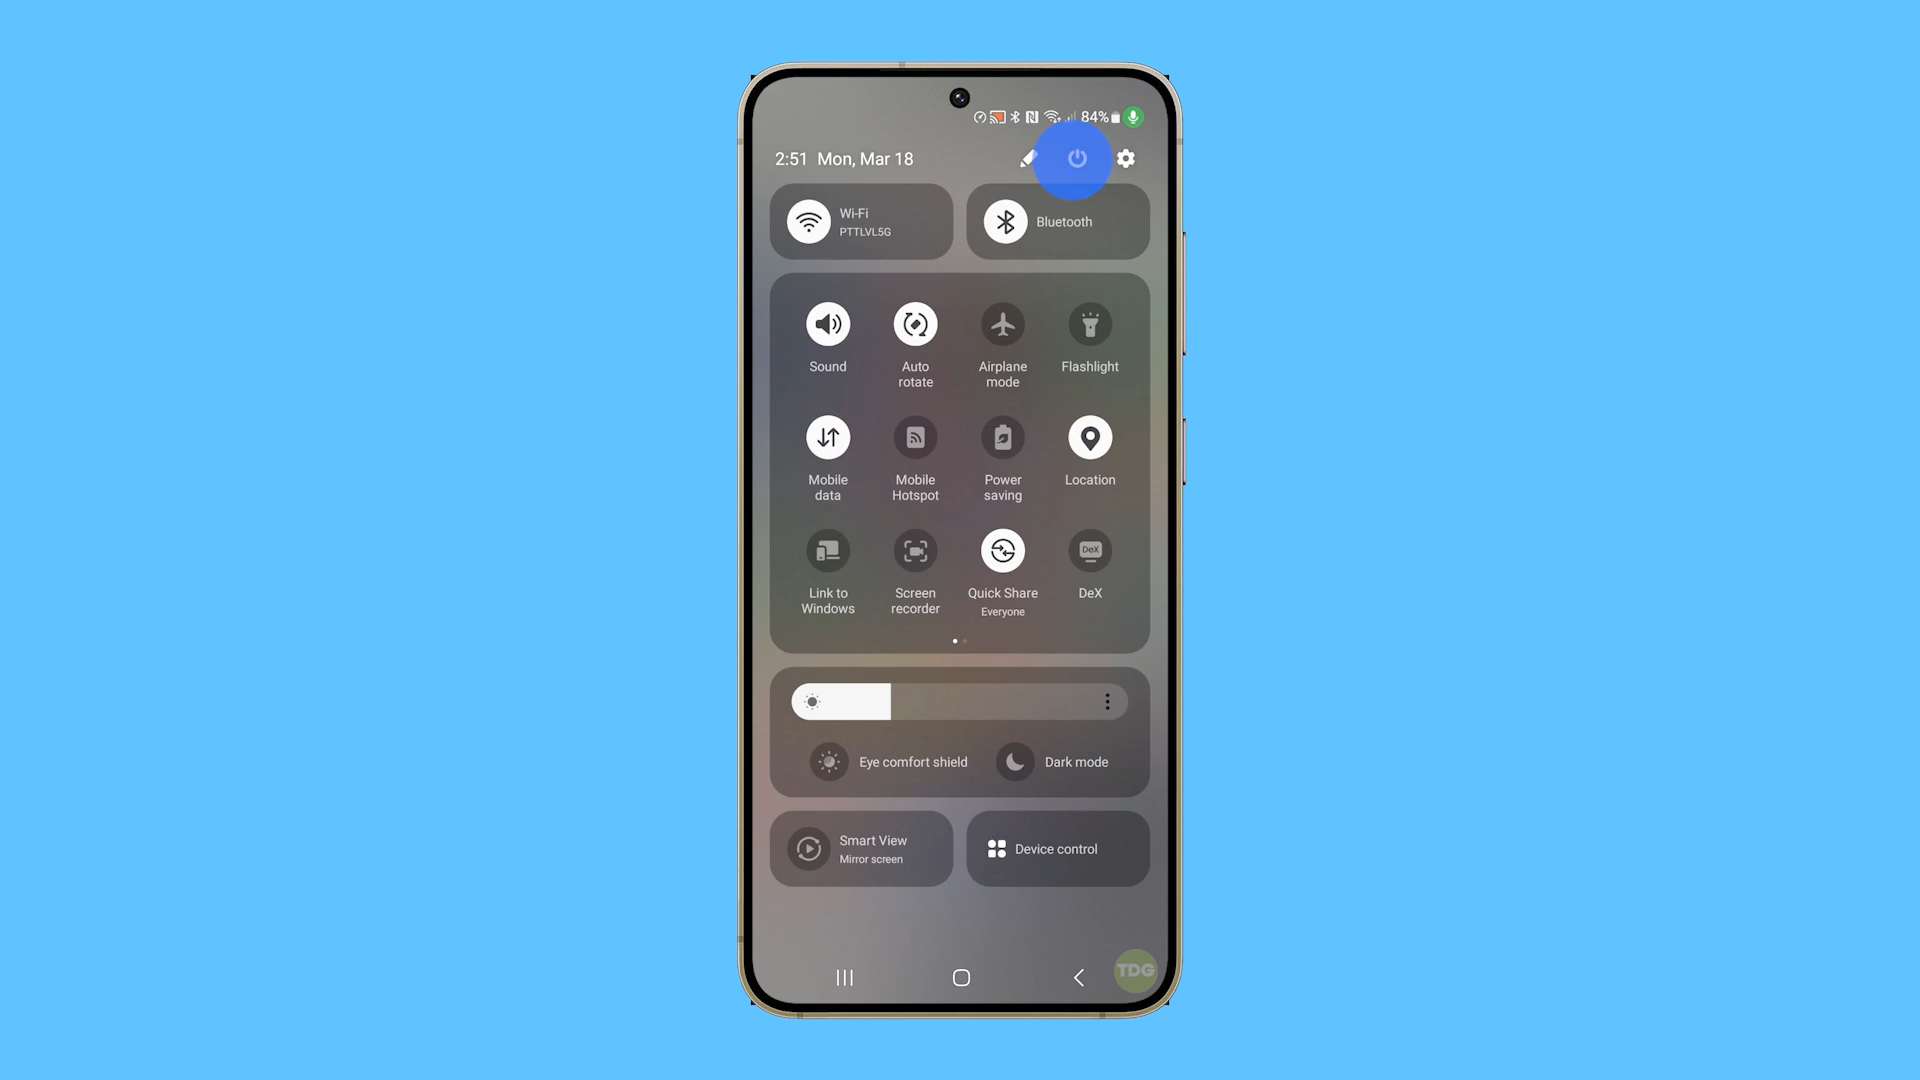 84%
2:51 Mon, Mar 18
Wi-Fi
PTTLVL5G
Bluetooth
Sound
Auto
rotate
Airplane
mode
Flashlight
Mobile
data
Mobile
Hotspot
Power
saving
Location
Link to
Windows
Screen
recorder
Quick Share
Everyone
DeX
DeX
Eye comfort shield
Dark mode
Smart View
Mirror screen
Device control
TDG